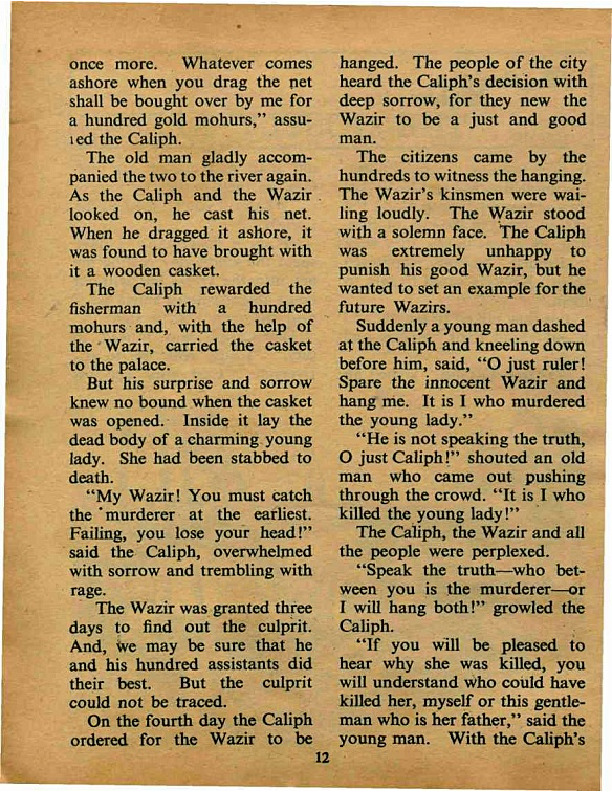 once more. Whatever comes
ashore when you drag the net
shall be bought over by me for
a hundred gold mohurs," assu-
red the Caliph.
The old man gladly accom-
panied the two to the river again.
As the Caliph and the Wazir
looked on, he cast his net.
When he dragged it ashore, it
was found to have brought with
it a wooden casket.
The Caliph rewarded the
fisherman with a hundred
mohurs and, with the help of
the Wazir, carried the casket
to the palace.
But his surprise and sorrow
knew no bound when the casket
was opened. Inside it lay the
dead body of a charming young
lady. She had been stabbed to
death.
"My Wazir! You must catch
the murderer at the earliest.
Failing, you lose your head!"
said the Caliph, overwhelmed
with sorrow and trembling with
rage.
The Wazir was granted three
days to find out the culprit.
And, we may be sure that he
and his hundred assistants did
their best. But the culprit
could not be traced.
On the fourth day the Caliph
ordered for the Wazir to be
hanged. The people of the city
heard the Caliph's decision with
deep sorrow, for they new the
Wazir to be a just and good
man.
The citizens came by the
hundreds to witness the hanging.
The Wazir's kinsmen were wai-
ling loudly. The Wazir stood
with a solemn face. The Caliph
was extremely unhappy to
punish his good Wazir, but he
wanted to set an example for the
future Wazirs.
Suddenly a young man dashed
at the Caliph and kneeling down
before him, said, "O just ruler!
Spare the innocent Wazir and
hang me. It is I who murdered
the young lady."
"He is not speaking the truth,
O just Caliph!" shouted an old
man who came out pushing
through the crowd. "It is I who
killed the young lady!"
The Caliph, the Wazir and all
the people were perplexed.
"Speak the truth—who bet-
ween you is the murderer—or
I will hang both!" growled the
Caliph.
"If you will be pleased to
hear why she was killed, you
will understand who could have
killed her, myself or this gentle-
man who is her father," said the
young man. With the Caliph's
12